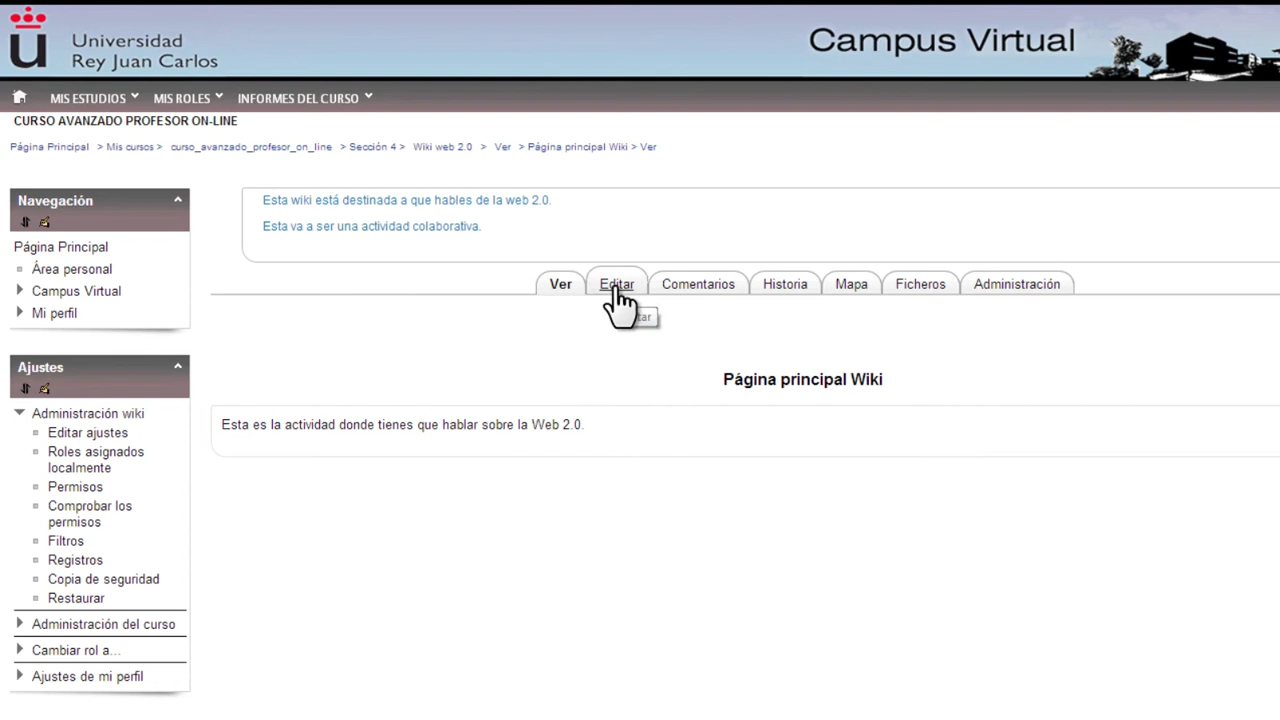 Universidad
Rey Juan Carlos
Campus Virtual
MIS ESTUDIOS MIS ROLES INFORMES DEL CURSO
CURSO AVANZADO PROFESOR ON-LINE
Página Principal > Mis cursos > curso_avanzado_profesor_on_line > Sección 4 > Wiki web 2.0 > Ver > Página principal Wiki > Ver
Navegación
Página Principal
Área personal
Campus Virtual
Mi perfil
Ajustes
Administración wiki
Editar ajustes
Roles asignados
localmente
Permisos
Comprobar los
permisos
Filtros
Registros
Copia de seguridad
Restaurar
Administración del curso
Cambiar rol a...
Ajustes de mi perfil
Esta wiki está destinada a que hables de la web 2.0.
Esta va a ser una actividad colaborativa.
Ver Editar Comentarios Historia Mapa Ficheros Administración
Página principal Wiki
Esta es la actividad donde tienes que hablar sobre la Web 2.0.